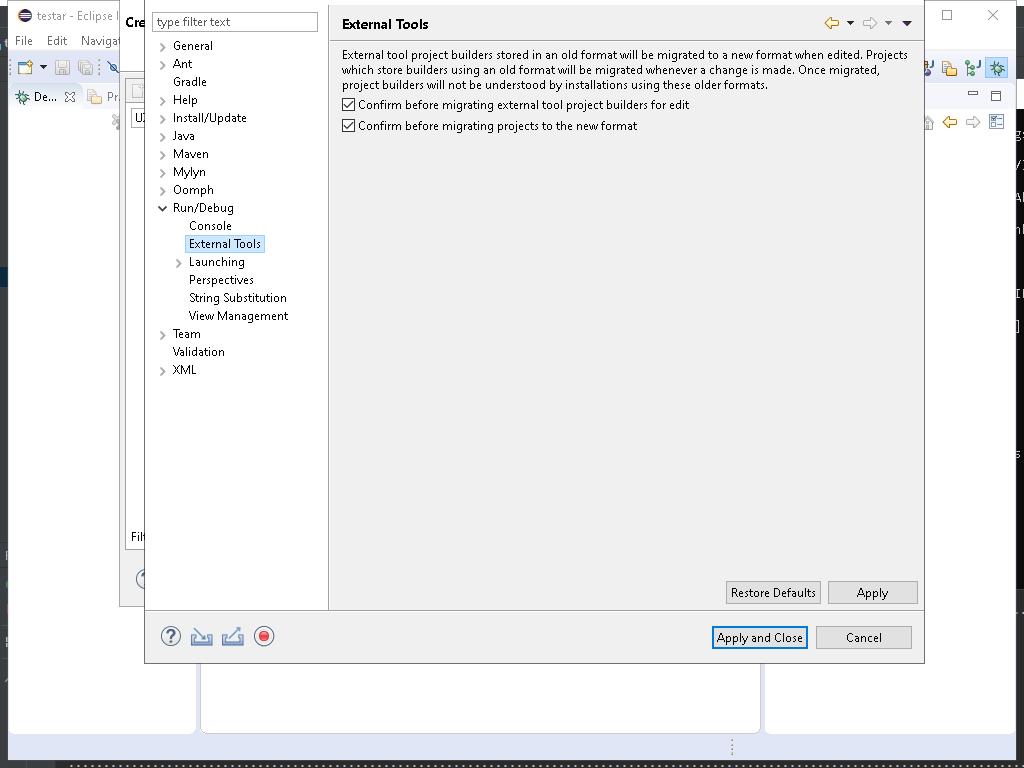 testar - Eclipse I
File Edit Navigat
De...
Pr
Cre
Filt
type filter text
General
Ant
Gradle
Help
Install/Update
Java
Maven
Mylyn
Oomph
Run/Debug
Console
External Tools
Launching
Perspectives
String Substitution
View Management
Team
Validation
XML
External Tools
External tool project builders stored in an old format will be migrated to a new format when edited. Projects
which store builders using an old format will be migrated whenever a change is made. Once migrated,
project builders will not be understood by installations using these older formats.
Confirm before migrating external tool project builders for edit
Confirm before migrating projects to the new format
Restore Defaults Apply
Apply and Close Cancel